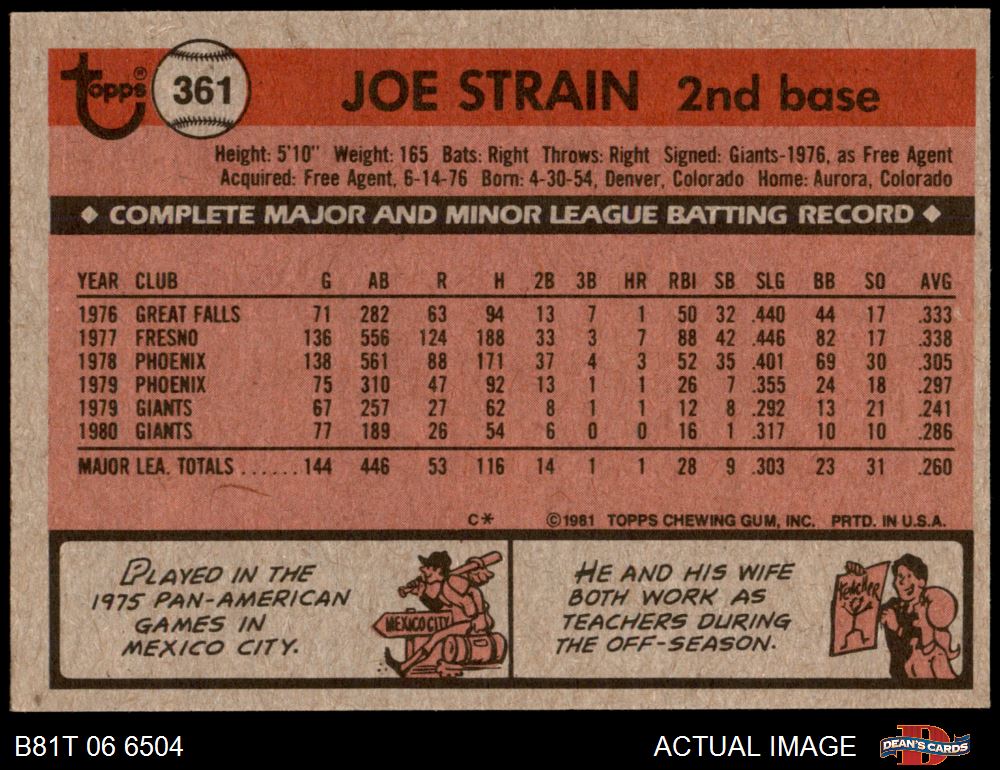 topps® 361 JOE STRAIN 2nd base
Height: 5'10" Weight: 165 Bats: Right Throws: Right Signed: Giants-1976, as Free Agent
Acquired: Free Agent, 6-14-76 Born: 4-30-54, Denver, Colorado Home: Aurora, Colorado
◆ COMPLETE MAJOR AND MINOR LEAGUE BATTING RECORD ◆
YEAR CLUB G AB R H 2B 3B HR RBI SB SLG BB SO AVG
1976 GREAT FALLS 71 282 63 94 13 7 1 50 32 .440 44 17 .333
1977 FRESNO 136 556 124 188 33 3 7 88 42 .446 82 17 .338
1978 PHOENIX 138 561 88 171 37 4 3 52 35 .401 69 30 .305
1979 PHOENIX 75 310 47 92 13 1 1 26 7 .355 24 18 .297
1979 GIANTS 67 257 27 62 8 1 1 12 8 .292 13 21 .241
1980 GIANTS 77 189 26 54 6 0 0 16 1 .317 10 10 .286
MAJOR LEA. TOTALS ...... 144 446 53 116 14 1 1 28 9 .303 23 31 .260
C* ©1981 TOPPS CHEWING GUM, INC. PRTD. IN U.S.A.
PLAYED IN THE
1975 PAN-AMERICAN
GAMES IN
MEXICO CITY.
MEXICO CITY
HE AND HIS WIFE
BOTH WORK AS
TEACHERS DURING
THE OFF-SEASON.
Teacher
B81T 06 6504
ACTUAL IMAGE
D
DEAN'S CARDS